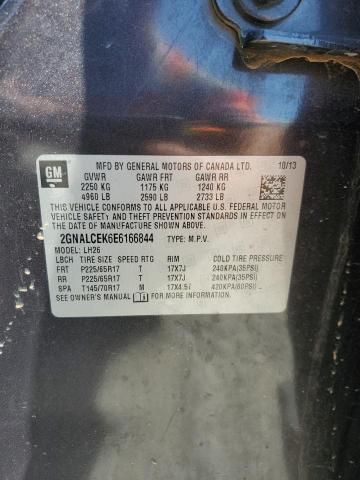 GM
MFD BY GENERAL MOTORS OF CANADA LTD. 10/13
GVWR GAWR FRT GAWR RR
2250 KG 1175 KG 1240 KG
4960 LB 2590 LB 2733 LB
THIS VEHICLE CONFORMS TO ALL APPLICABLE U.S. FEDERAL MOTOR
VEHICLE SAFETY AND THEFT PREVENTION STANDARDS IN EFFECT ON
THE DATE OF MANUFACTURE SHOWN ABOVE.
2GNALCEK6E6166844 TYPE: M.P.V.
MODEL: LH26
LBCH TIRE SIZE SPEED RTG RIM COLD TIRE PRESSURE
FRT P225/65R17 T 17X7J 240KPA(35PSI)
RR P225/65R17 T 17X7J 240KPA(35PSI)
SPA T145/70R17 M 17X4.5T 420KPA(60PSI)
SEE OWNER'S MANUAL FOR MORE INFORMATION